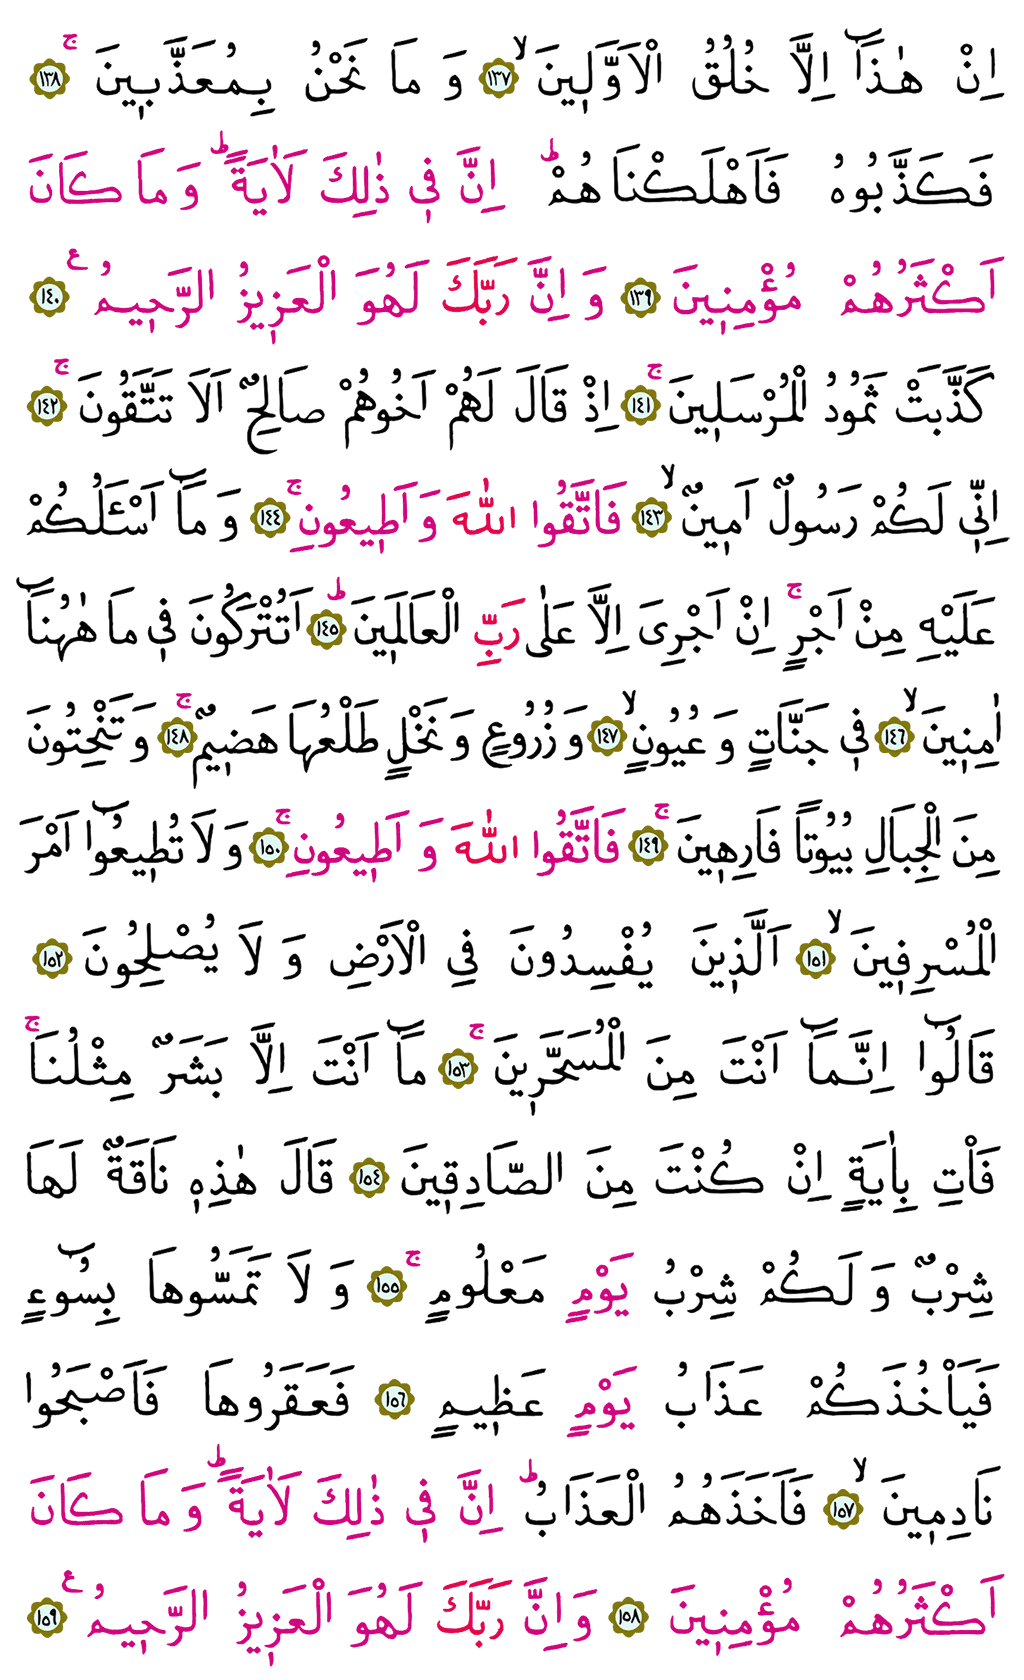 اِنْ هٰذَٓا اِلَّا خُلُقُ الْاَوَّل۪ينَۙ ﴿١٣٧﴾ وَ مَا نَحْنُ بِمُعَذَّب۪ينَۚ ﴿١٣٨﴾
فَكَذَّبُوهُ فَاَهْلَكْنَاهُمْۜ اِنَّ ف۪ي ذٰلِكَ لَاٰيَةًۜ وَ مَا كَانَ
اَكْثَرُهُمْ مُؤْمِن۪ينَ ﴿١٣٩﴾ وَ اِنَّ رَبَّكَ لَهُوَ الْعَز۪يزُ الرَّح۪يمُ ع ﴿١٤٠﴾
كَذَّبَتْ ثَمُودُ الْمُرْسَل۪ينَۚ ﴿١٤١﴾ اِذْ قَالَ لَهُمْ اَخُوهُمْ صَالِحٌ اَلَا تَتَّقُونَۚ ﴿١٤٢﴾
اِنّ۪ي لَكُمْ رَسُولٌ اَم۪ينٌۙ ﴿١٤٣﴾ فَاتَّقُوا اللّٰهَ وَ اَط۪يعُونِۚ ﴿١٤٤﴾ وَ مَٓا اَسْـَٔلُكُمْ
عَلَيْهِ مِنْ اَجْرٍۚ اِنْ اَجْرِىَ اِلَّا عَلٰى رَبِّ الْعَالَم۪ينَۜ ﴿١٤٥﴾ اَتُتْرَكُونَ ف۪ي مَا هٰهُنَٓا
اٰمِن۪ينَۙ ﴿١٤٦﴾ ف۪ي جَنَّاتٍ وَ عُيُونٍۙ ﴿١٤٧﴾ وَ زُرُوعٍ وَ نَخْلٍ طَلْعُهَا هَض۪يمٌۚ ﴿١٤٨﴾ وَ تَنْحِتُونَ
مِنَ الْجِبَالِ بُيُوتًا فَارِه۪ينَۚ ﴿١٤٩﴾ فَاتَّقُوا اللّٰهَ وَ اَط۪يعُونِۚ ﴿١٥٠﴾ وَ لَا تُط۪يعُٓوا اَمْرَ
الْمُسْرِف۪ينَۙ ﴿١٥١﴾ اَلَّذ۪ينَ يُفْسِدُونَ فِي الْاَرْضِ وَ لَا يُصْلِحُونَ ﴿١٥٢﴾
قَالُٓوا اِنَّمَٓا اَنْتَ مِنَ الْمُسَحَّر۪ينَۚ ﴿١٥٣﴾ مَٓا اَنْتَ اِلَّا بَشَرٌ مِثْلُنَاۚ
فَاْتِ بِاٰيَةٍ اِنْ كُنْتَ مِنَ الصَّادِق۪ينَ ﴿١٥٤﴾ قَالَ هٰذِه۪ نَاقَةٌ لَهَا
شِرْبٌ وَ لَكُمْ شِرْبُ يَوْمٍ مَعْلُومٍۚ ﴿١٥٥﴾ وَ لَا تَمَسُّوهَا بِسُٓوءٍ
فَيَاْخُذَكُمْ عَذَابُ يَوْمٍ عَظ۪يمٍ ﴿١٥٦﴾ فَعَقَرُوهَا فَاَصْبَحُوا
نَادِم۪ينَۙ ﴿١٥٧﴾ فَاَخَذَهُمُ الْعَذَابُۜ اِنَّ ف۪ي ذٰلِكَ لَاٰيَةًۜ وَ مَا كَانَ
اَكْثَرُهُمْ مُؤْمِن۪ينَ ﴿١٥٨﴾ وَ اِنَّ رَبَّكَ لَهُوَ الْعَز۪يزُ الرَّح۪يمُ ع ﴿١٥٩﴾